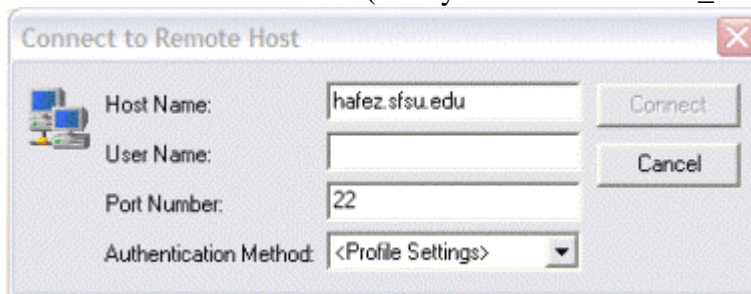 Connect to Remote Host
Host Name: hafez.sfsu.edu Connect
User Name: Cancel
Port Number: 22
Authentication Method: <Profile Settings>